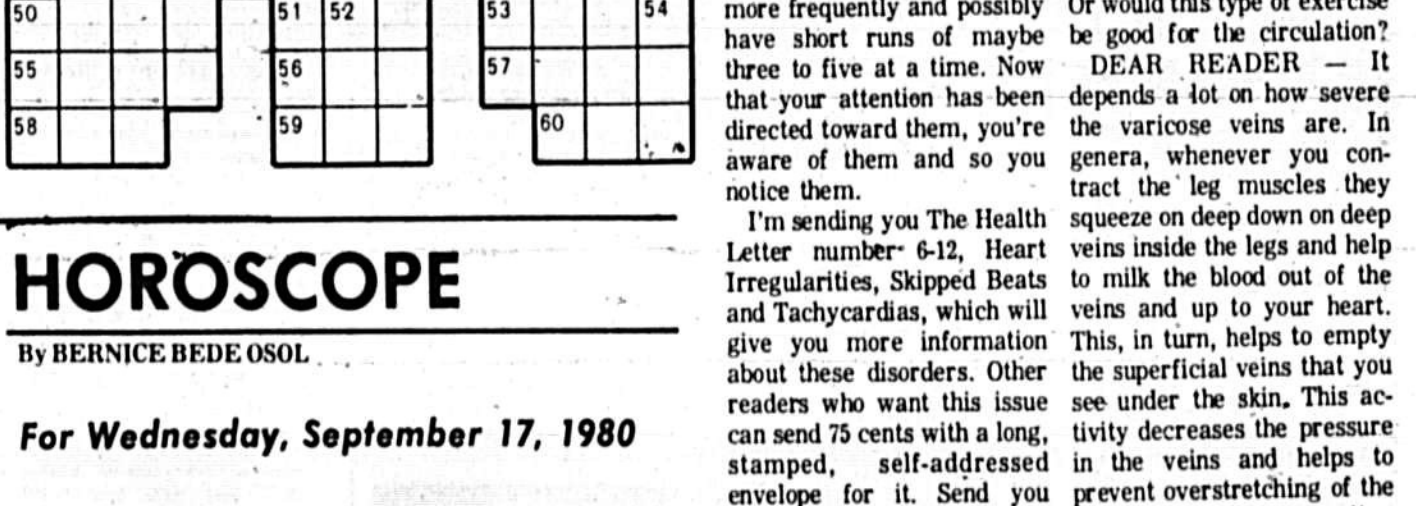 50 51 52 53 54
55 56 57
58 59 60
HOROSCOPE
By BERNICE BEDE OSOL
For Wednesday, September 17, 1980
more frequently and possibly
have short runs of maybe
three to five at a time. Now
that your attention has been
directed toward them, you're
aware of them and so you
notice them.
I'm sending you The Health
Letter number 6-12, Heart
Irregularities, Skipped Beats
and Tachycardias, which will
give you more information
about these disorders. Other
readers who want this issue
can send 75 cents with a long,
stamped, self-addressed
envelope for it. Send you
Or would this type of exercise
be good for the circulation?
DEAR READER — It
depends a lot on how severe
the varicose veins are. In
genera, whenever you con-
tract the leg muscles they
squeeze on deep down on deep
veins inside the legs and help
to milk the blood out of the
veins and up to your heart.
This, in turn, helps to empty
the superficial veins that you
see under the skin. This ac-
tivity decreases the pressure
in the veins and helps to
prevent overstretching of the